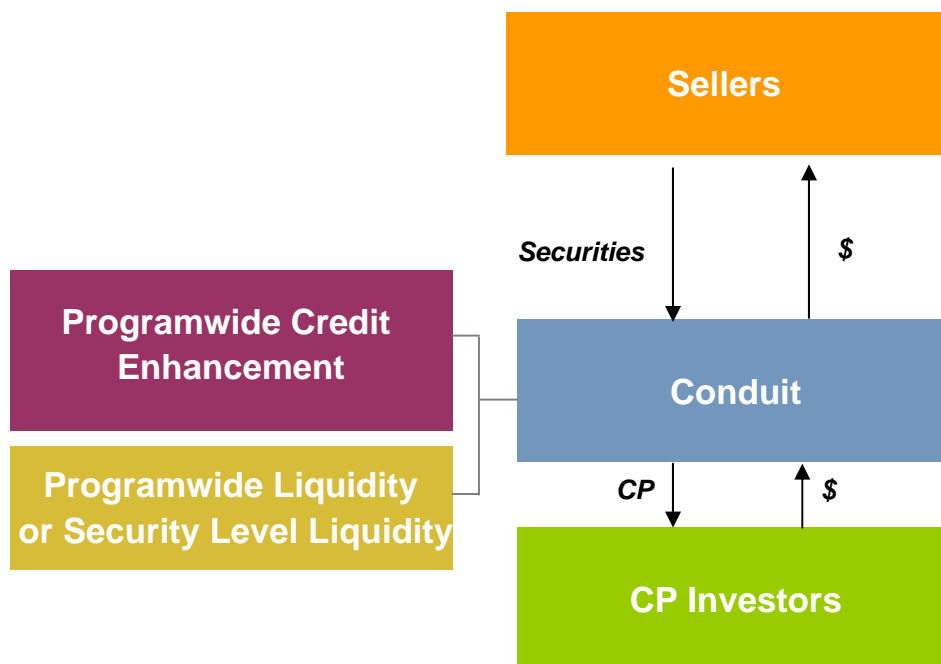 Sellers
Securities
$
Programwide Credit
Enhancement
Conduit
Programwide Liquidity
or Security Level Liquidity
CP
$
CP Investors